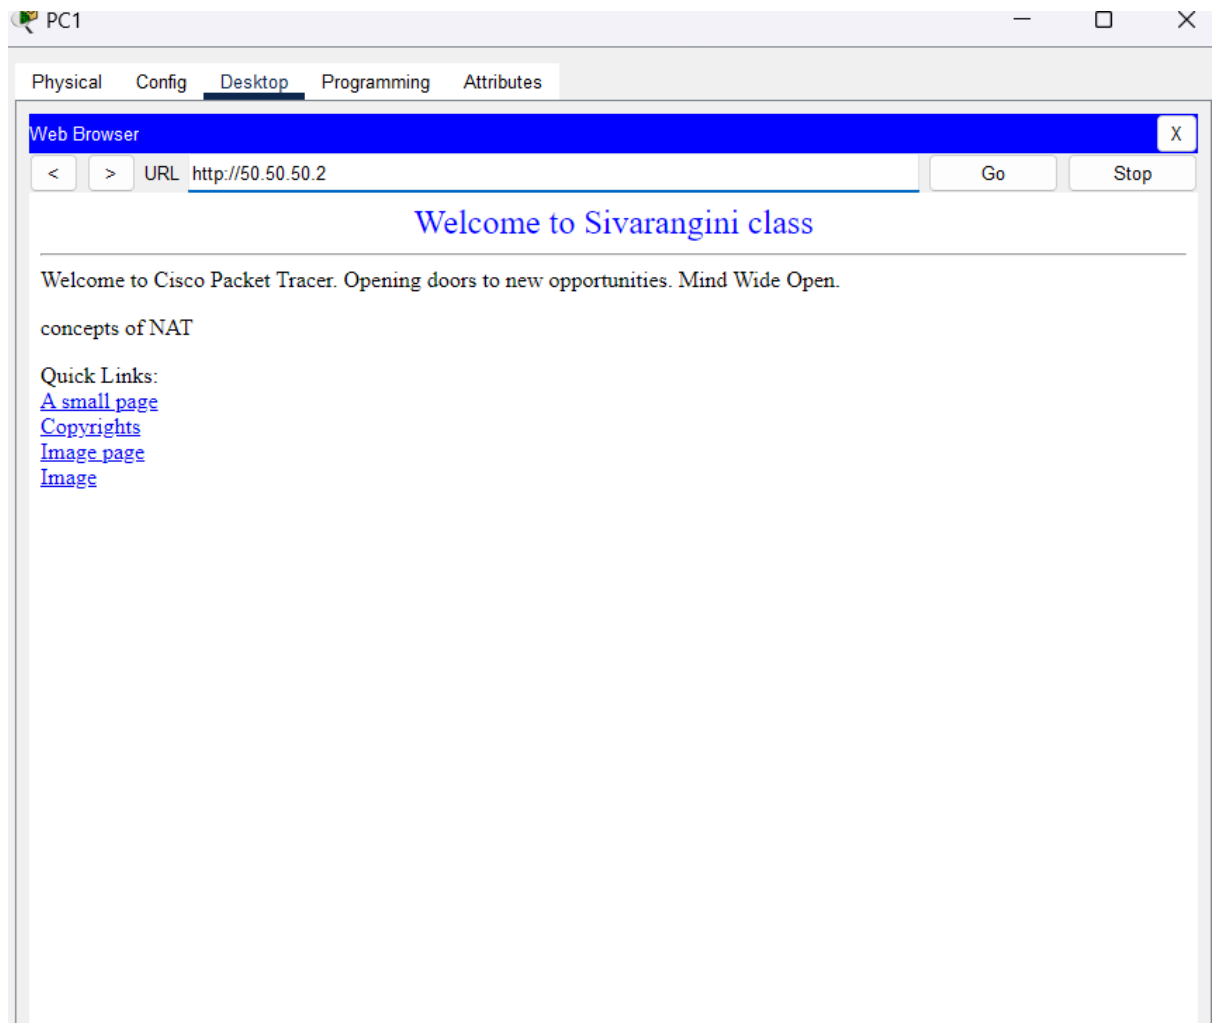 PC1
Physical Config Desktop Programming Attributes
Web Browser X
< > URL http://50.50.50.2 Go Stop
Welcome to Sivarangini class
Welcome to Cisco Packet Tracer. Opening doors to new opportunities. Mind Wide Open.
concepts of NAT
Quick Links:
A small page
Copyrights
Image page
Image